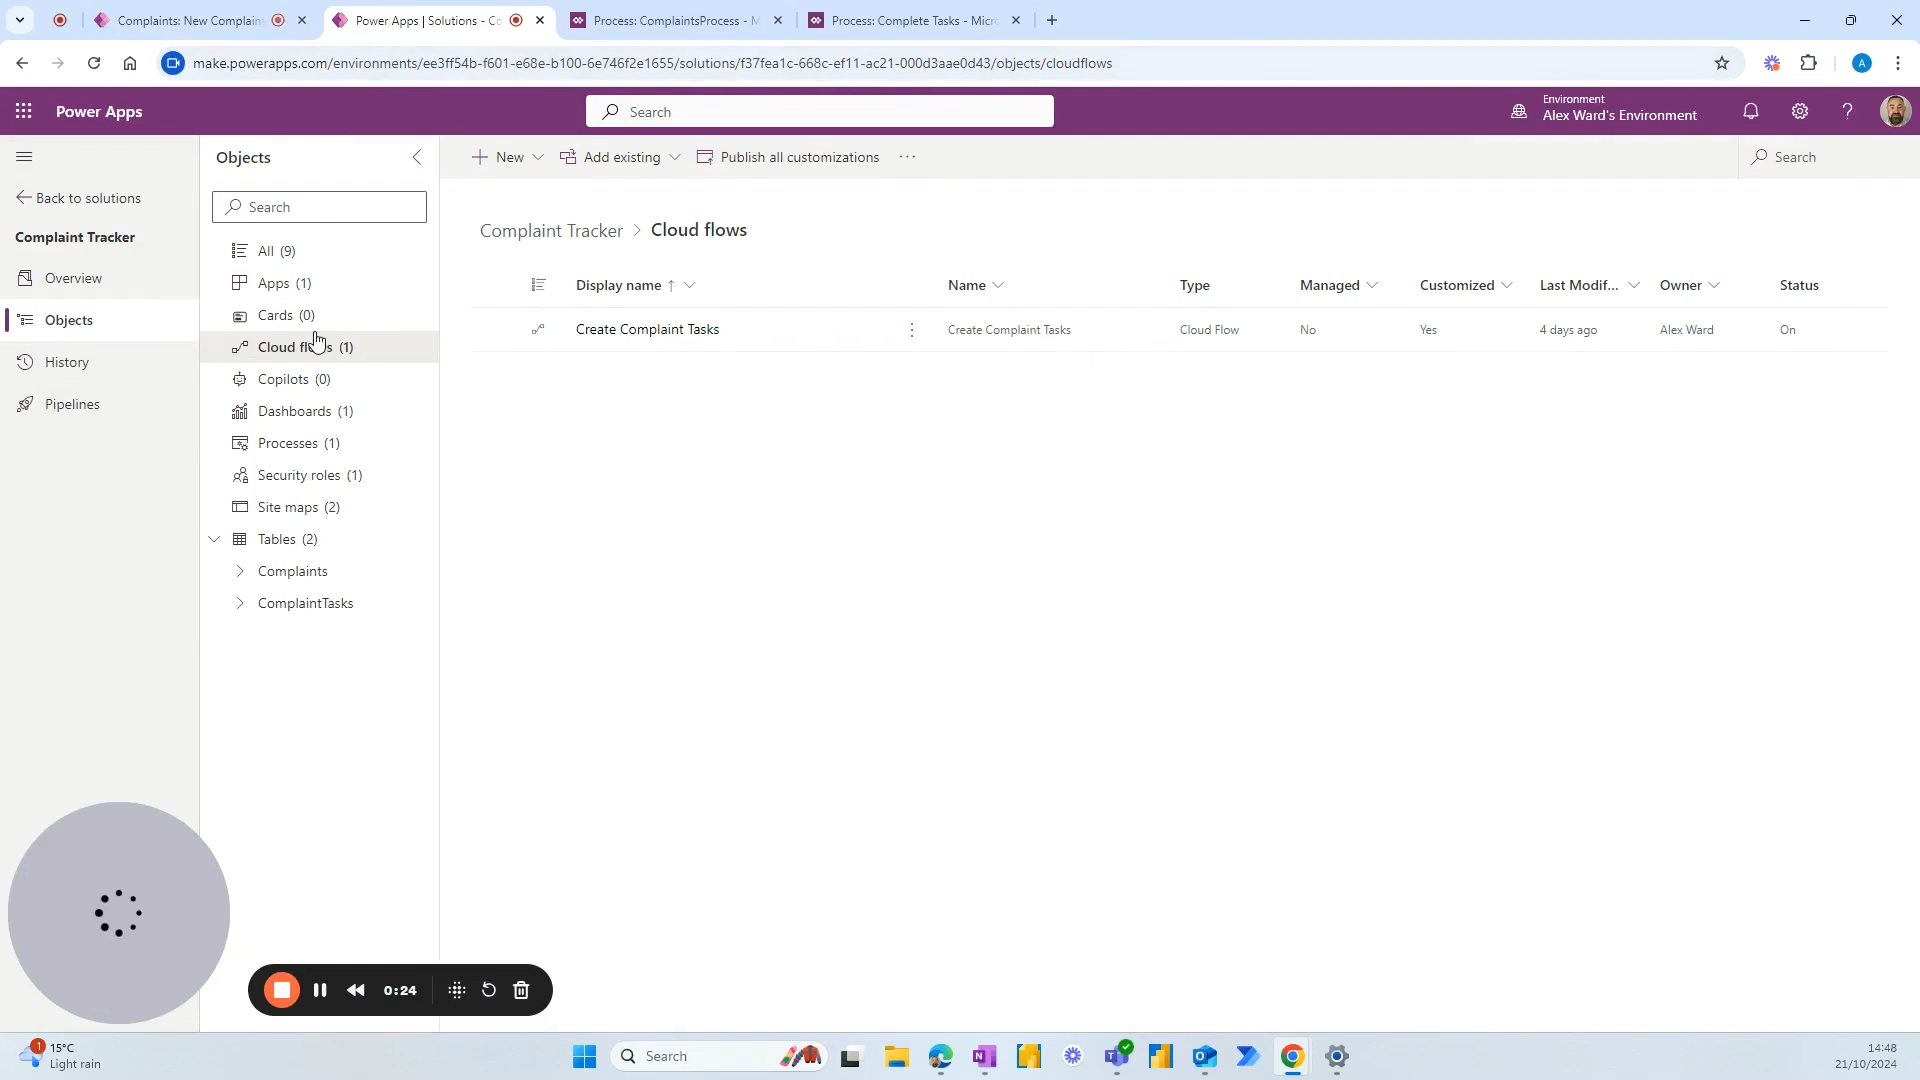 Complaints: New Complaint
Power Apps | Solutions - Co
Process: ComplaintsProcess - M
Process: Complete Tasks - Micr
make.powerapps.com/environments/ee3ff54b-f601-e68e-b100-6e746f2e1655/solutions/f37fea1c-668c-ef11-ac21-000d3aae0d43/objects/cloudflows
A
Power Apps
Search
Environment
Alex Ward's Environment
Objects
New
Add existing
Publish all customizations
Search
Back to solutions
Search
Complaint Tracker
Overview
Objects
History
Pipelines
All (9)
Apps (1)
Cards (0)
Cloud flows (1)
Copilots (0)
Dashboards (1)
Processes (1)
Security roles (1)
Site maps (2)
Tables (2)
Complaints
ComplaintTasks
Complaint Tracker > Cloud flows
Display name ↑ Name Type Managed Customized Last Modif... Owner Status
Create Complaint Tasks Create Complaint Tasks Cloud Flow No Yes 4 days ago Alex Ward On
0:24
1
15°C
Light rain
Search
14:48
21/10/2024